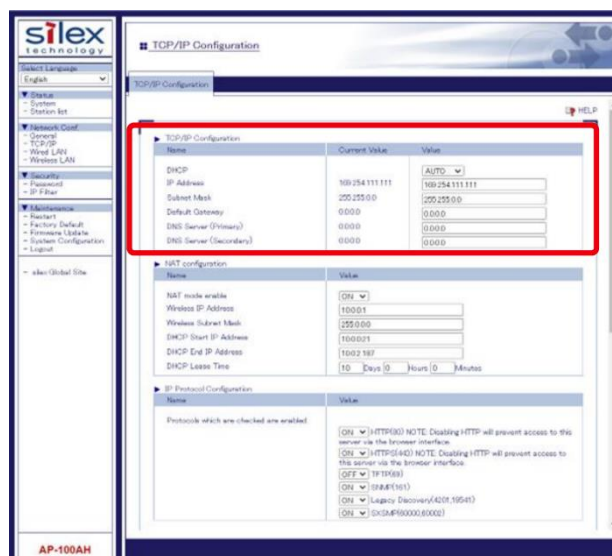 silex
technology
Select Language
English
▼ Status
- System
- Station list
▼ Network Conf.
- General
- TCP/IP
- Wired LAN
- Wireless LAN
▼ Security
- Password
- IP Filter
▼ Maintenance
- Restart
- Factory Default
- Firmware Update
- System Configuration
- Logout
- silex Global Site
AP-100AH
TCP/IP Configuration
TCP/IP Configuration
HELP
TCP/IP Configuration
Name Current Value Value
DHCP AUTO
IP Address 169.254.111.111 169.254.111.111
Subnet Mask 255.255.0.0 255.255.0.0
Default Gateway 0.0.0.0 0.0.0.0
DNS Server (Primary) 0.0.0.0 0.0.0.0
DNS Server (Secondary) 0.0.0.0 0.0.0.0
NAT configuration
Name Value
NAT mode enable ON
Wireless IP Address 10.0.0.1
Wireless Subnet Mask 255.0.0.0
DHCP Start IP Address 10.0.0.21
DHCP End IP Address 10.0.2.187
DHCP Lease Time 10 Days 0 Hours 0 Minutes
IP Protocol Configuration
Name Value
Protocols which are checked are enabled.
ON HTTP(80) NOTE: Disabling HTTP will prevent access to this
server via the browser interface.
ON HTTPS(443) NOTE: Disabling HTTP will prevent access to
this server via the browser interface.
OFF TFTP(69)
ON SNMP(161)
ON Legacy Discovery(4201,19541)
ON SXSMP(60000,60002)